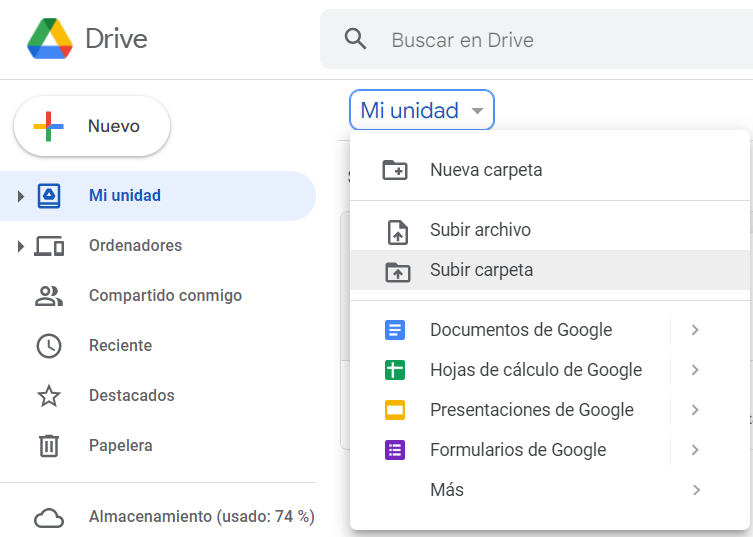 Drive
Buscar en Drive
Nuevo
Mi unidad
Mi unidad
Ordenadores
Compartido conmigo
Reciente
Destacados
Papelera
Almacenamiento (usado: 74 %)
Nueva carpeta
Subir archivo
Subir carpeta
Documentos de Google
Hojas de cálculo de Google
Presentaciones de Google
Formularios de Google
Más